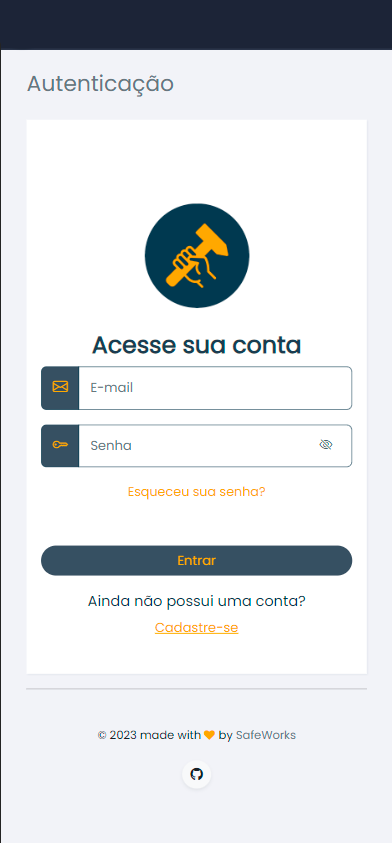 Autenticação
Acesse sua conta
E-mail
Senha
Esqueceu sua senha?
Entrar
Ainda não possui uma conta?
Cadastre-se
© 2023 made with 🧡 by SafeWorks